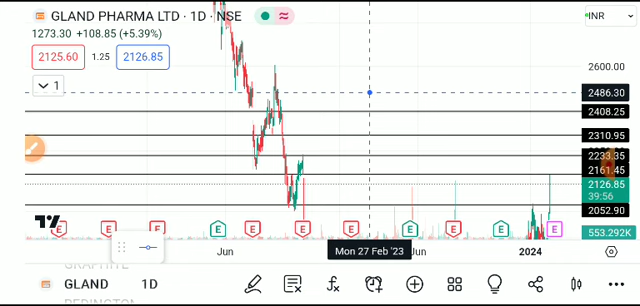 GLAND PHARMA LTD · 1D · NSE
INR
1273.30 +108.85 (+5.39%)
2125.60 1.25 2126.85
1
2600.00
2486.30
2408.25
2310.95
2233.35
2161.45
2126.85
39:56
2052.90
553.292K
E E E E E E E E E E E
Jun Mon 27 Feb '23 Jun 2024
GLAND 1D